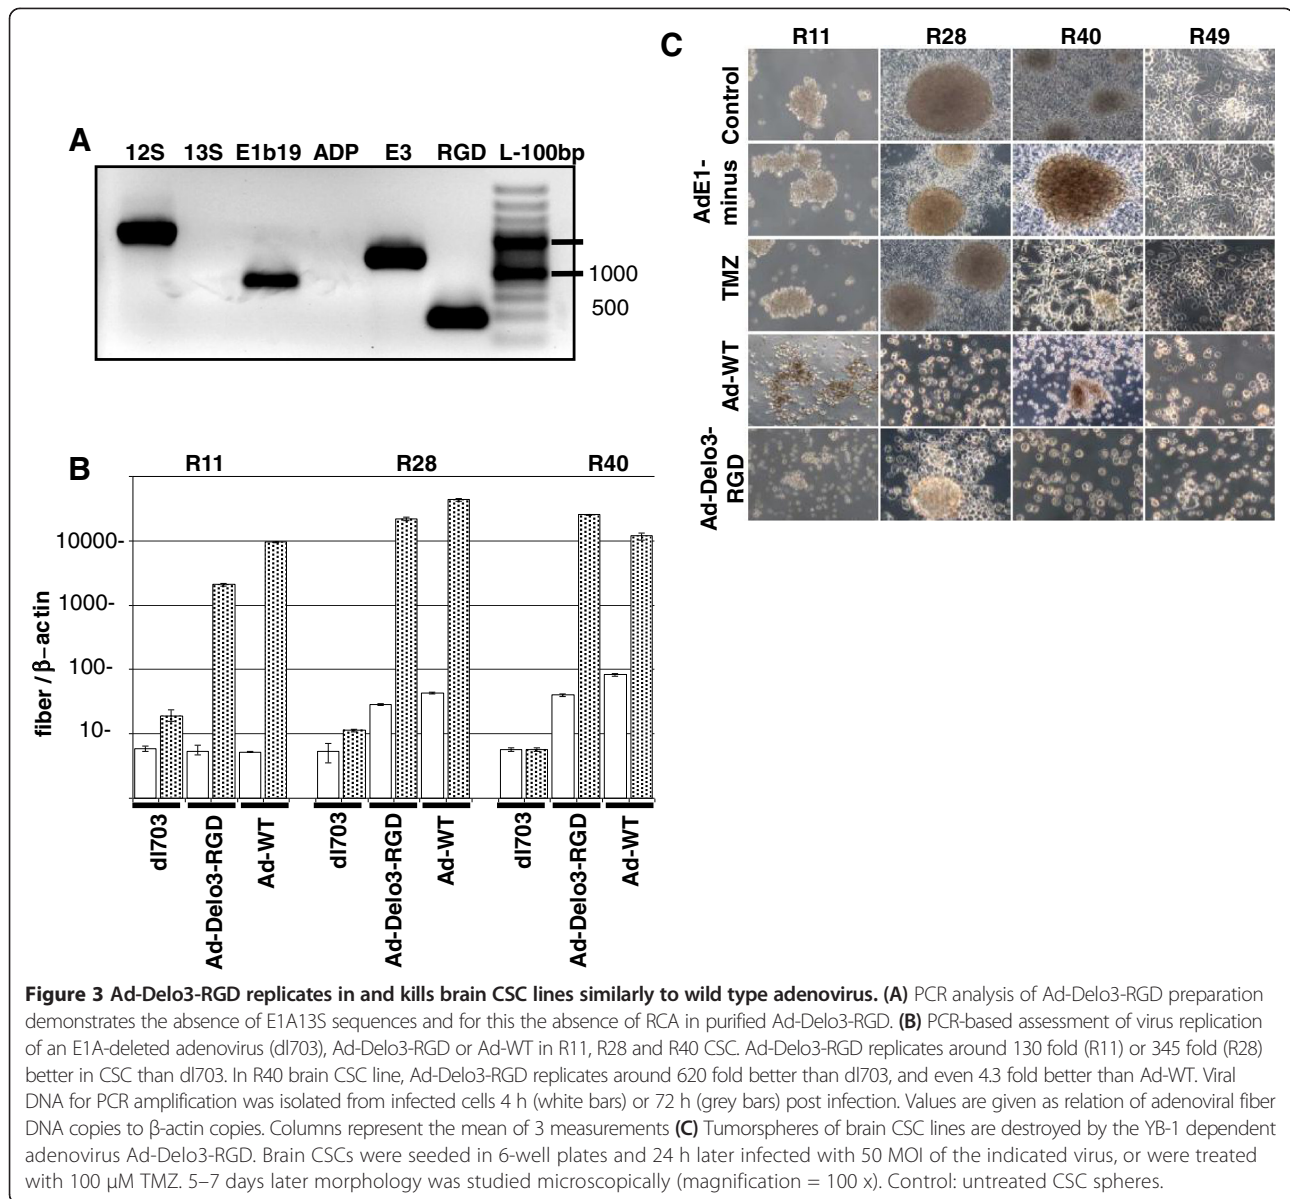 A
12S 13S E1b19 ADP E3 RGD L-100bp
1000
500
B
R11 R28 R40
fiber / β–actin
10000-
1000-
100-
10-
dl703 Ad-Delo3-RGD Ad-WT dl703 Ad-Delo3-RGD Ad-WT dl703 Ad-Delo3-RGD Ad-WT
C
R11 R28 R40 R49
Control
AdE1-
minus
TMZ
Ad-WT
Ad-Delo3-
RGD
Figure 3 Ad-Delo3-RGD replicates in and kills brain CSC lines similarly to wild type adenovirus. (A) PCR analysis of Ad-Delo3-RGD preparation
demonstrates the absence of E1A13S sequences and for this the absence of RCA in purified Ad-Delo3-RGD. (B) PCR-based assessment of virus replication
of an E1A-deleted adenovirus (dl703), Ad-Delo3-RGD or Ad-WT in R11, R28 and R40 CSC. Ad-Delo3-RGD replicates around 130 fold (R11) or 345 fold (R28)
better in CSC than dl703. In R40 brain CSC line, Ad-Delo3-RGD replicates around 620 fold better than dl703, and even 4.3 fold better than Ad-WT. Viral
DNA for PCR amplification was isolated from infected cells 4 h (white bars) or 72 h (grey bars) post infection. Values are given as relation of adenoviral fiber
DNA copies to β-actin copies. Columns represent the mean of 3 measurements (C) Tumorspheres of brain CSC lines are destroyed by the YB-1 dependent
adenovirus Ad-Delo3-RGD. Brain CSCs were seeded in 6-well plates and 24 h later infected with 50 MOI of the indicated virus, or were treated
with 100 μM TMZ. 5–7 days later morphology was studied microscopically (magnification = 100 x). Control: untreated CSC spheres.